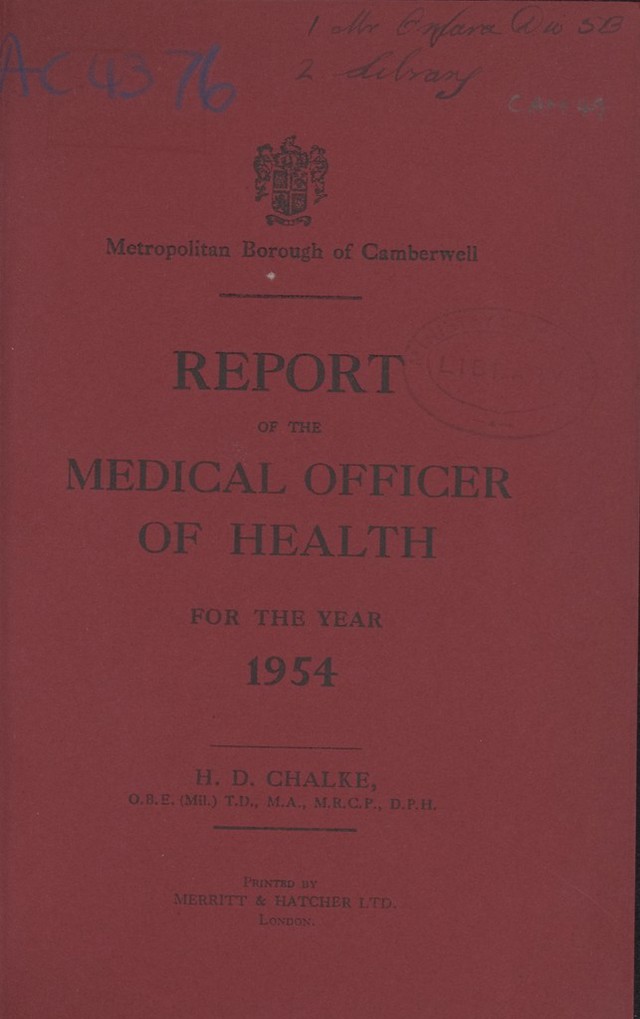 1 Mr
2 Library
AC 4376
Metropolitan Borough of Camberwell
REPORT
OF THE
MEDICAL OFFICER
OF HEALTH
FOR THE YEAR
1954
H. D. CHALKE,
O.B.E. (Mil.) T.D., M.A., M.R.C.P., D.P.H.
PRINTED BY
MERRITT & HATCHER LTD.
LONDON.